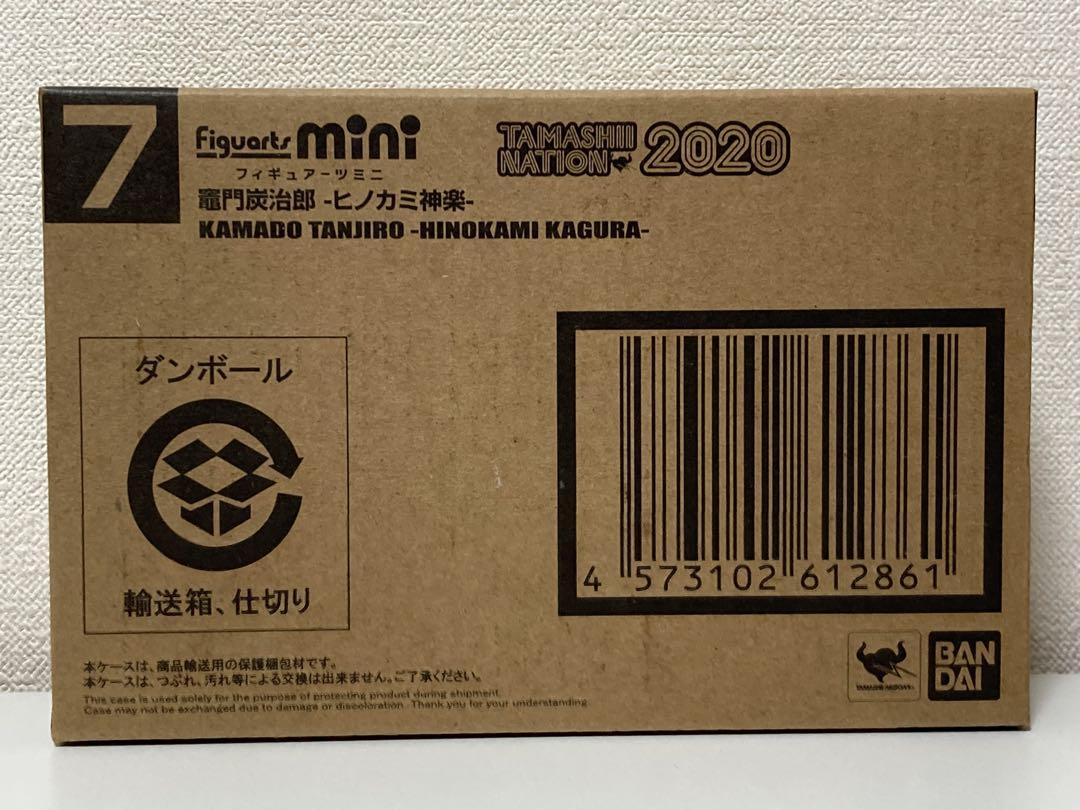 7
Figuarts mini
フィギュアーツミニ
TAMASHII
NATION 2020
竈門炭治郎 -ヒノカミ神楽-
KAMADO TANJIRO -HINOKAMI KAGURA-
ダンボール
輸送箱、仕切り
4 573102 612861
本ケースは、商品輸送用の保護梱包材です。
本ケースは、つぶれ、汚れ等による交換は出来ません。ご了承ください。
This case is used solely for the purpose of protecting product during shipment.
Case may not be exchanged due to damage or discoloration. Thank you for your understanding.
TAMASHII NATIONS
BAN
DAI